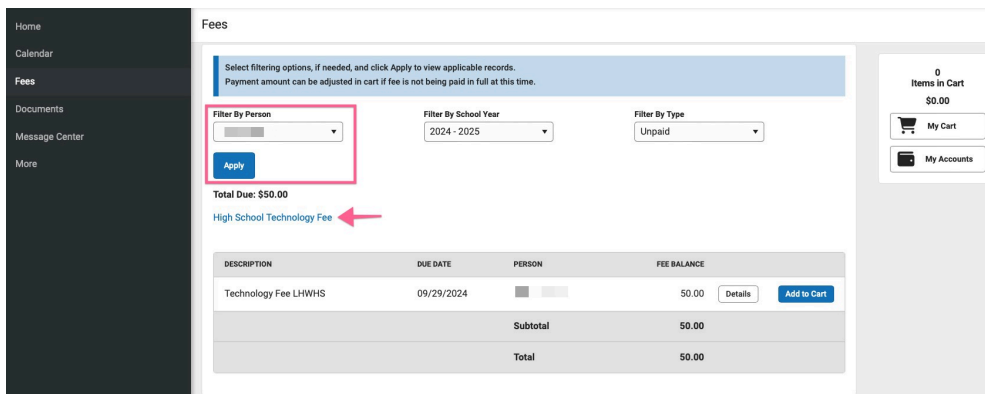 Home
Calendar
Fees
Documents
Message Center
More
Fees
Select filtering options, if needed, and click Apply to view applicable records.
Payment amount can be adjusted in cart if fee is not being paid in full at this time.
Filter By Person
Filter By School Year
2024 - 2025
Filter By Type
Unpaid
Apply
Total Due: $50.00
High School Technology Fee
DESCRIPTION DUE DATE PERSON FEE BALANCE
Technology Fee LHWHS 09/29/2024 50.00 Details Add to Cart
Subtotal 50.00
Total 50.00
0
Items in Cart
$0.00
My Cart
My Accounts